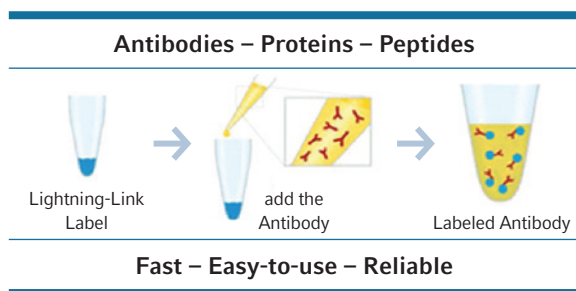 Antibodies – Proteins – Peptides
Lightning-Link
Label
add the
Antibody
Labeled Antibody
Fast – Easy-to-use – Reliable